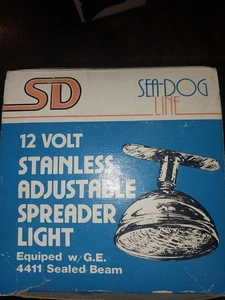 SD
SEA-DOG
LINE
12 VOLT
STAINLESS
ADJUSTABLE
SPREADER
LIGHT
Equiped w/G.E.
4411 Sealed Beam